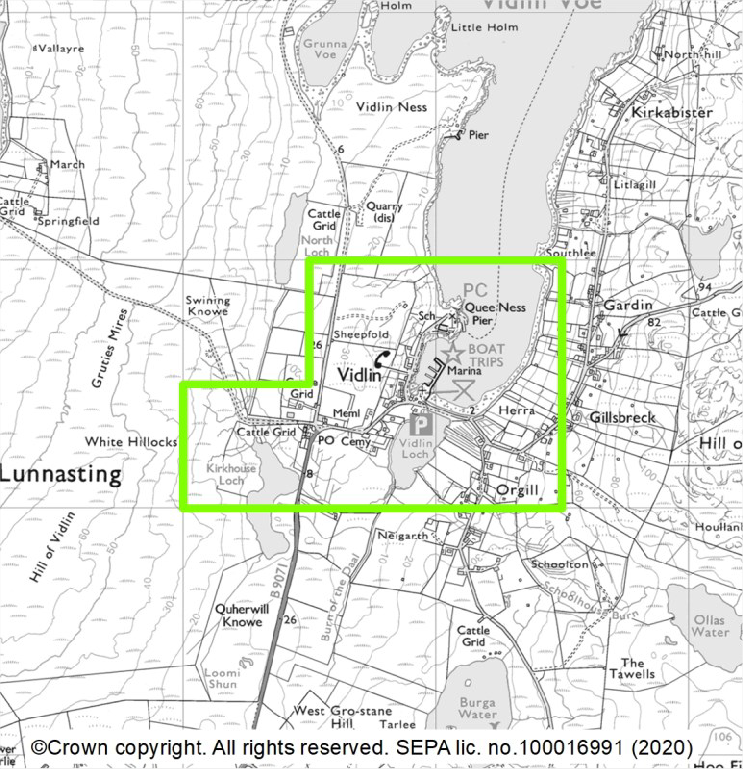 Holm
Vidlin Voe
Little Holm
Vallayre
Grunna
Voe
North-hill
Vidlin Ness
Kirkabister
Pier
6
March
Litlagill
Cattle
Grid
Springfield
Quarry
(dis)
Cattle
Grid
North
Loch
Southlee
94
PC
Swining
Knowe
Quee Ness
Pier
Gardin
Cattle G
Sch
82
Gruties Mires
Sheepfold
26
BOAT
TRIPS
Vidlin
Marina
Grid
Meml
2
Herra
Gillsbreck
P
White Hillocks
Cattle Grid
PO
Cemy
Vidlin
Loch
Hill o
Lunnasting
Kirkhouse
Loch
8
Orgill
Houllan
Hill of Vidlin
Neigarth
B9071
Burn of the Daal
Schoolton
Schoolhol
Burn
Quherwill
Knowe
26
Ollas
Water
Cattle
Grid
The
Tawells
Loomi
Shun
Burga
Water
West Gro-stane
Hill
Tarlee
106
©Crown copyright. All rights reserved. SEPA lic. no.100016991 (2020)